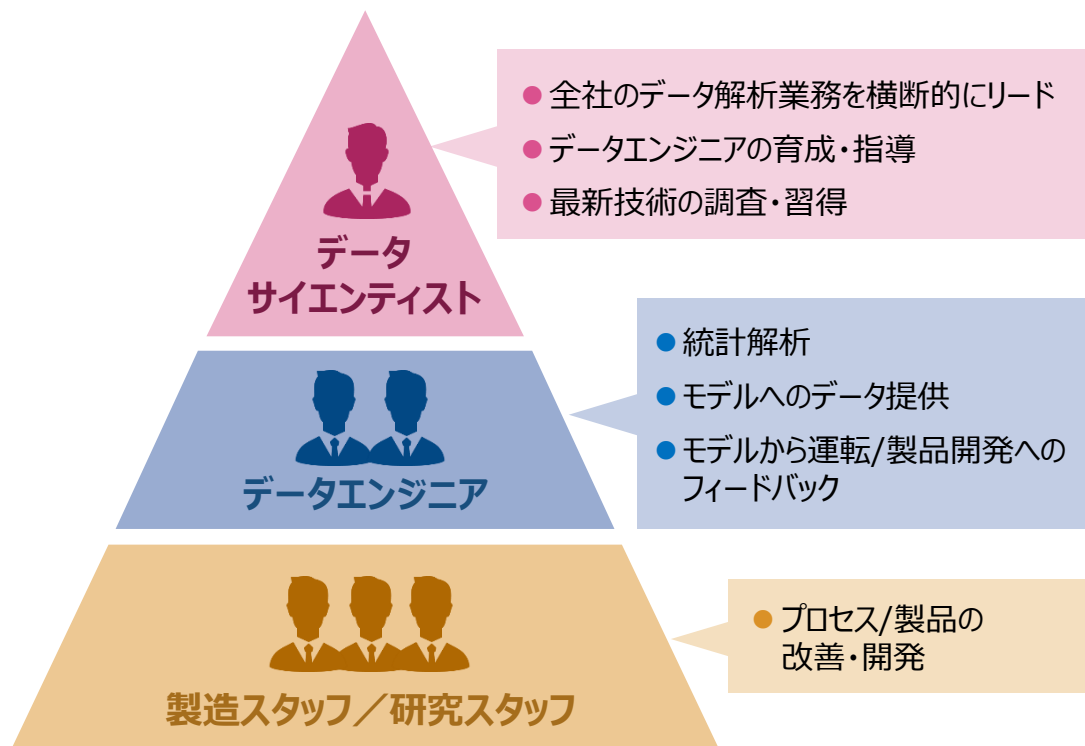 ● 全社のデータ解析業務を横断的にリード
● データエンジニアの育成・指導
● 最新技術の調査・習得
データ
サイエンティスト
● 統計解析
● モデルへのデータ提供
● モデルから運転/製品開発への
フィードバック
データエンジニア
● プロセス/製品の
改善・開発
製造スタッフ／研究スタッフ